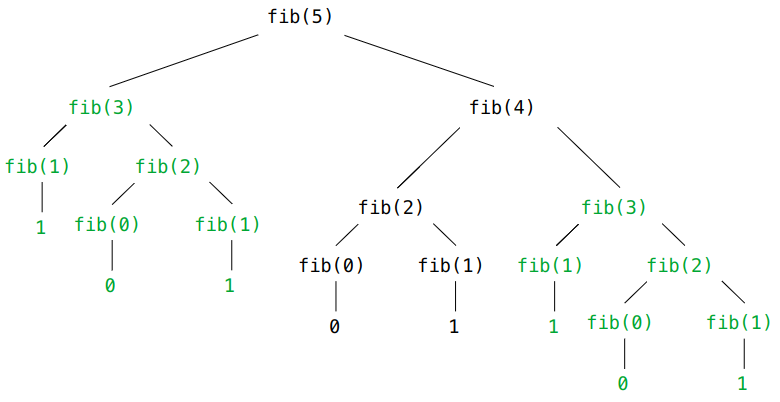 fib(5)
fib(3) fib(4)
fib(1) fib(2)
fib(2) fib(3)
1 fib(0) fib(1)
fib(0) fib(1) fib(1) fib(2)
0 1
0 1 1 fib(0) fib(1)
0 1